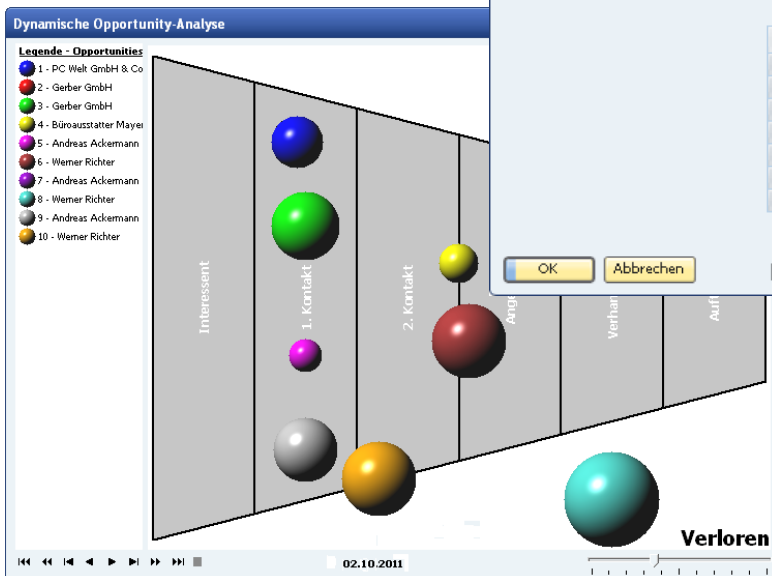 Dynamische Opportunity-Analyse
Legende - Opportunities
1 - PC Welt GmbH & Co
2 - Gerber GmbH
3 - Gerber GmbH
4 - Büroausstatter Mayer
5 - Andreas Ackermann
6 - Werner Richter
7 - Andreas Ackermann
8 - Werner Richter
9 - Andreas Ackermann
10 - Werner Richter
Interessent
1. Kontakt
2. Kontakt
OK
Abbrechen
Verloren
02.10.2011